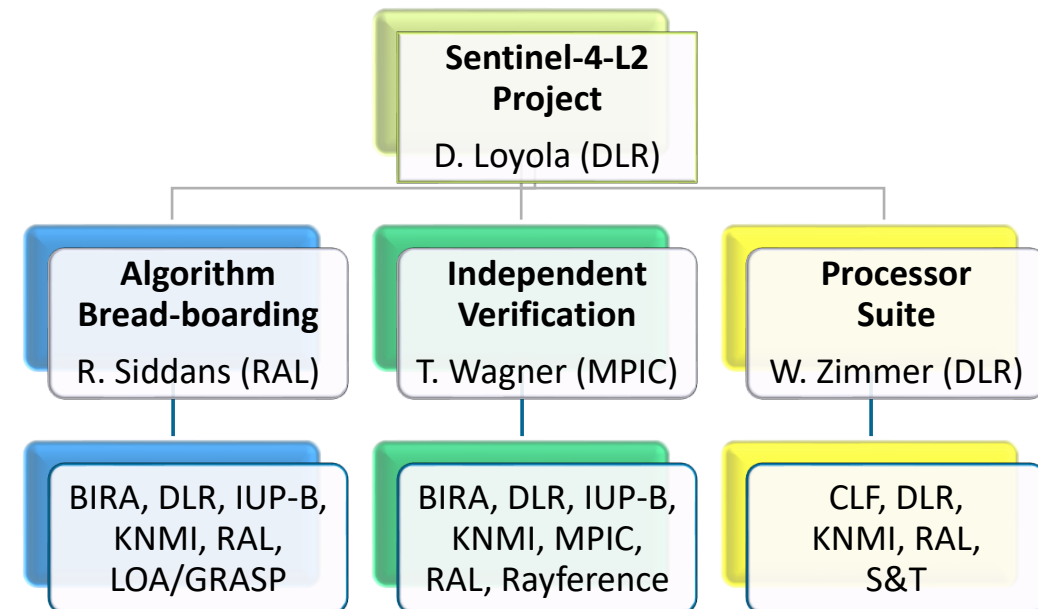 Sentinel-4-L2
Project
D. Loyola (DLR)
Algorithm
Bread-boarding
R. Siddans (RAL)
Independent
Verification
T. Wagner (MPIC)
Processor
Suite
W. Zimmer (DLR)
BIRA, DLR, IUP-B,
KNMI, RAL,
LOA/GRASP
BIRA, DLR, IUP-B,
KNMI, MPIC,
RAL, Rayference
CLF, DLR,
KNMI, RAL,
S&T